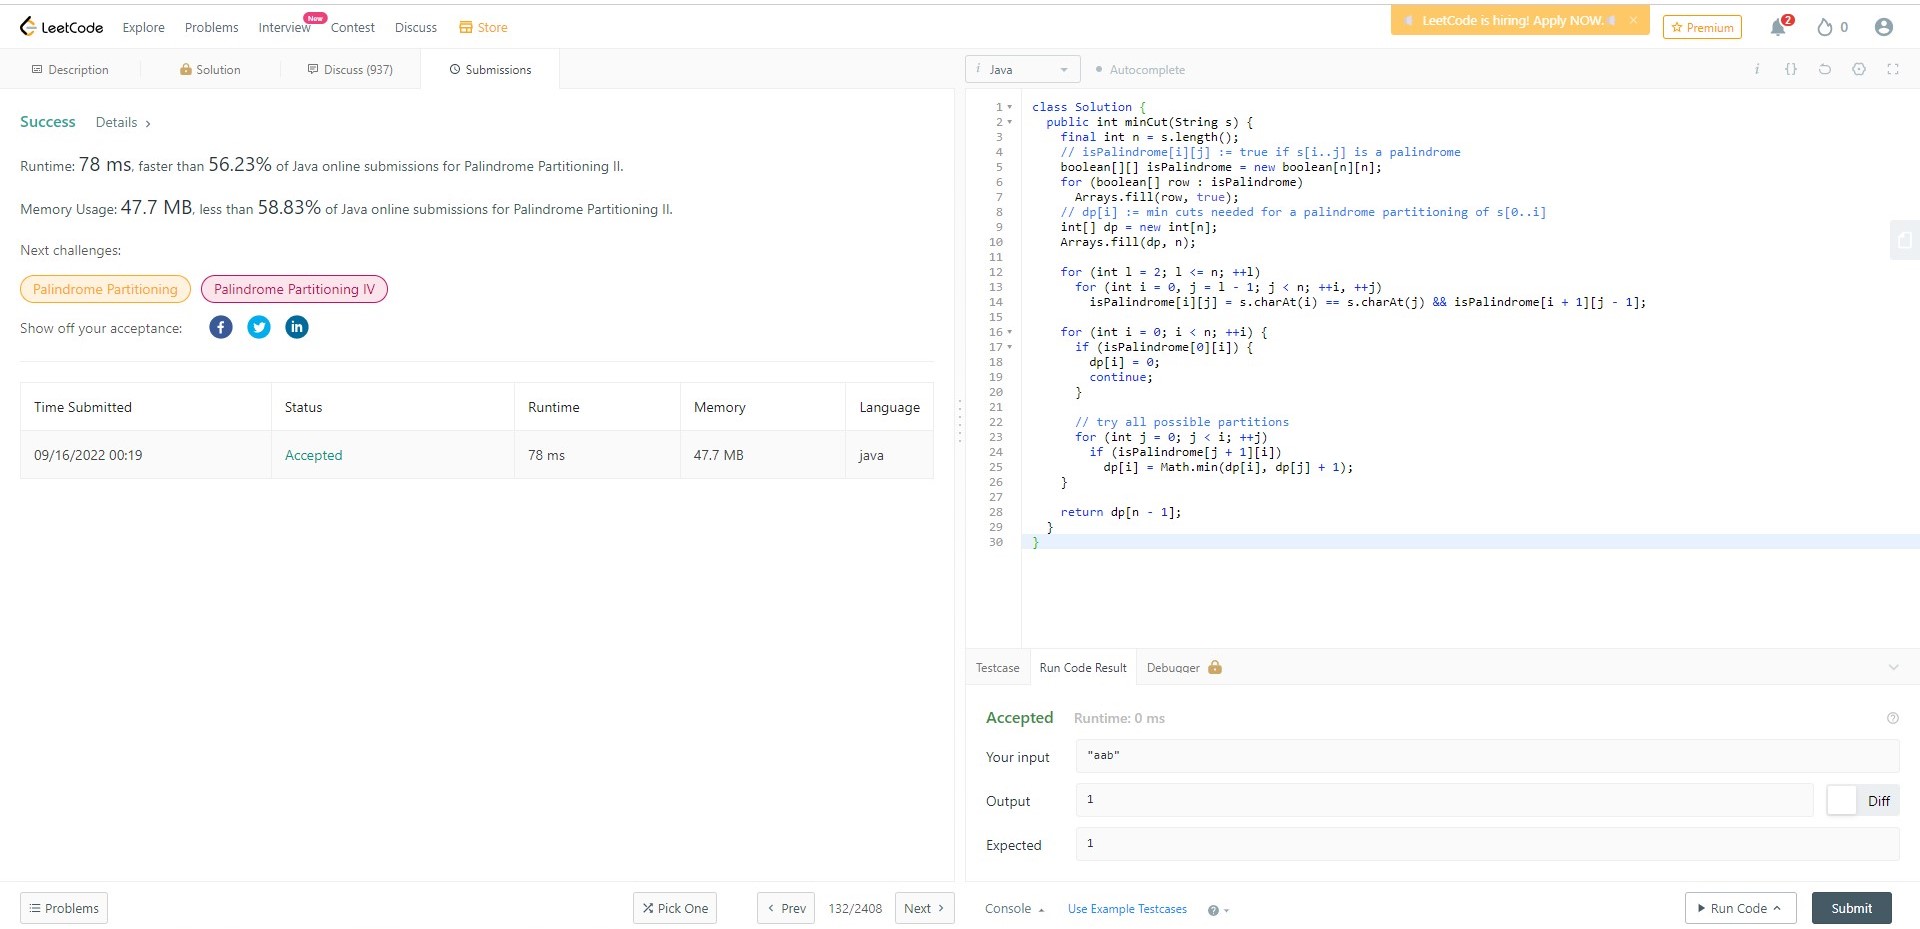 LeetCode Explore Problems Interview New Contest Discuss Store LeetCode is hiring! Apply NOW. × Premium 2 0
Description Solution Discuss (937) Submissions
i Java Autocomplete i {}
Success Details >
Runtime: 78 ms, faster than 56.23% of Java online submissions for Palindrome Partitioning II.
Memory Usage: 47.7 MB, less than 58.83% of Java online submissions for Palindrome Partitioning II.
Next challenges:
Palindrome Partitioning Palindrome Partitioning IV
Show off your acceptance: f in
Time Submitted Status Runtime Memory Language
09/16/2022 00:19 Accepted 78 ms 47.7 MB java
1 class Solution {
2 public int minCut(String s) {
3 final int n = s.length();
4 // isPalindrome[i][j] := true if s[i..j] is a palindrome
5 boolean[][] isPalindrome = new boolean[n][n];
6 for (boolean[] row : isPalindrome)
7 Arrays.fill(row, true);
8 // dp[i] := min cuts needed for a palindrome partitioning of s[0..i]
9 int[] dp = new int[n];
10 Arrays.fill(dp, n);
11
12 for (int l = 2; l <= n; ++l)
13 for (int i = 0, j = l - 1; j < n; ++i, ++j)
14 isPalindrome[i][j] = s.charAt(i) == s.charAt(j) && isPalindrome[i + 1][j - 1];
15
16 for (int i = 0; i < n; ++i) {
17 if (isPalindrome[0][i]) {
18 dp[i] = 0;
19 continue;
20 }
21
22 // try all possible partitions
23 for (int j = 0; j < i; ++j)
24 if (isPalindrome[j + 1][i])
25 dp[i] = Math.min(dp[i], dp[j] + 1);
26 }
27
28 return dp[n - 1];
29 }
30 }
Testcase Run Code Result Debugger
Accepted Runtime: 0 ms ?
Your input "aab"
Output 1 Diff
Expected 1
Problems Pick One < Prev 132/2408 Next > Console Use Example Testcases ? Run Code Submit